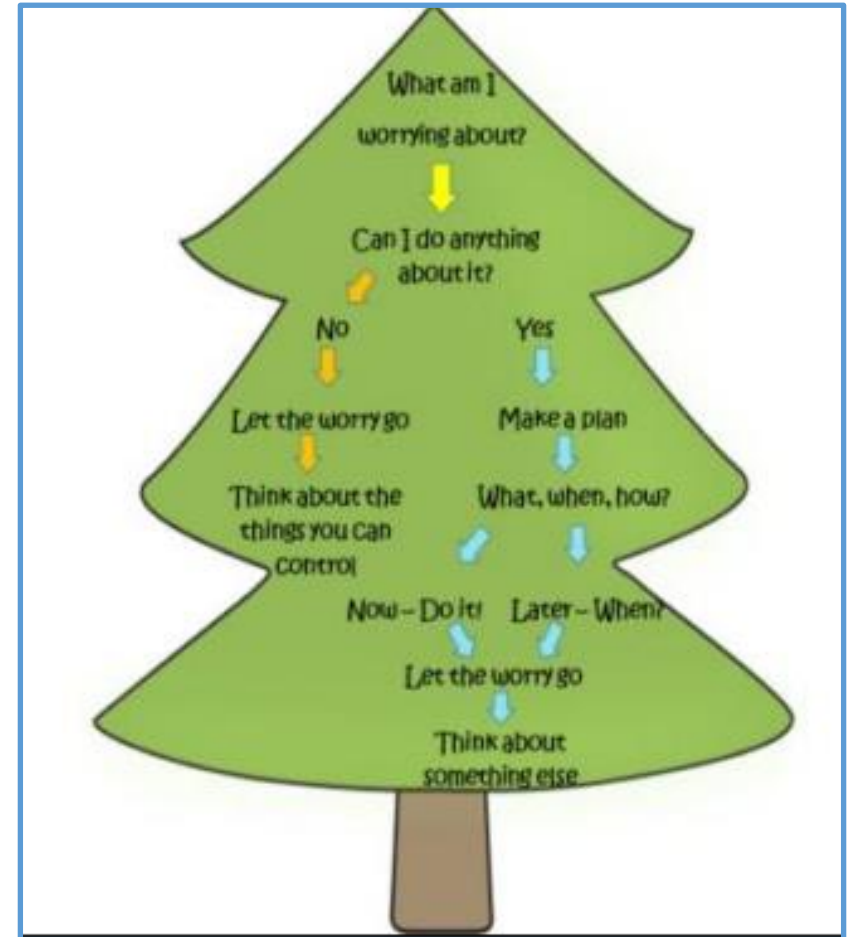 What am I
worrying about?
Can I do anything
about it?
No
Yes
Let the worry go
Make a plan
Think about the
things you can
control
What, when, how?
Now – Do it!
Later – When?
Let the worry go
Think about
something else